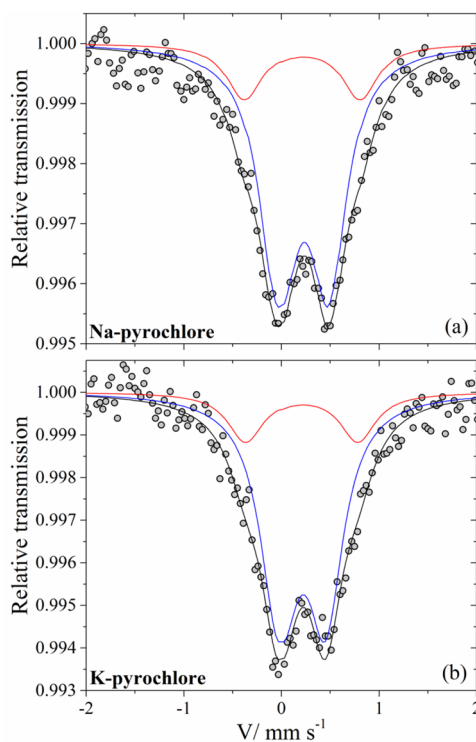 1.000
0.999
0.998
0.997
0.996
0.995
Relative transmission
Na-pyrochlore
(a)
1.000
0.999
0.998
0.997
0.996
0.995
0.994
0.993
Relative transmission
K-pyrochlore
(b)
-2 -1 0 1 2
V/ mm s⁻¹